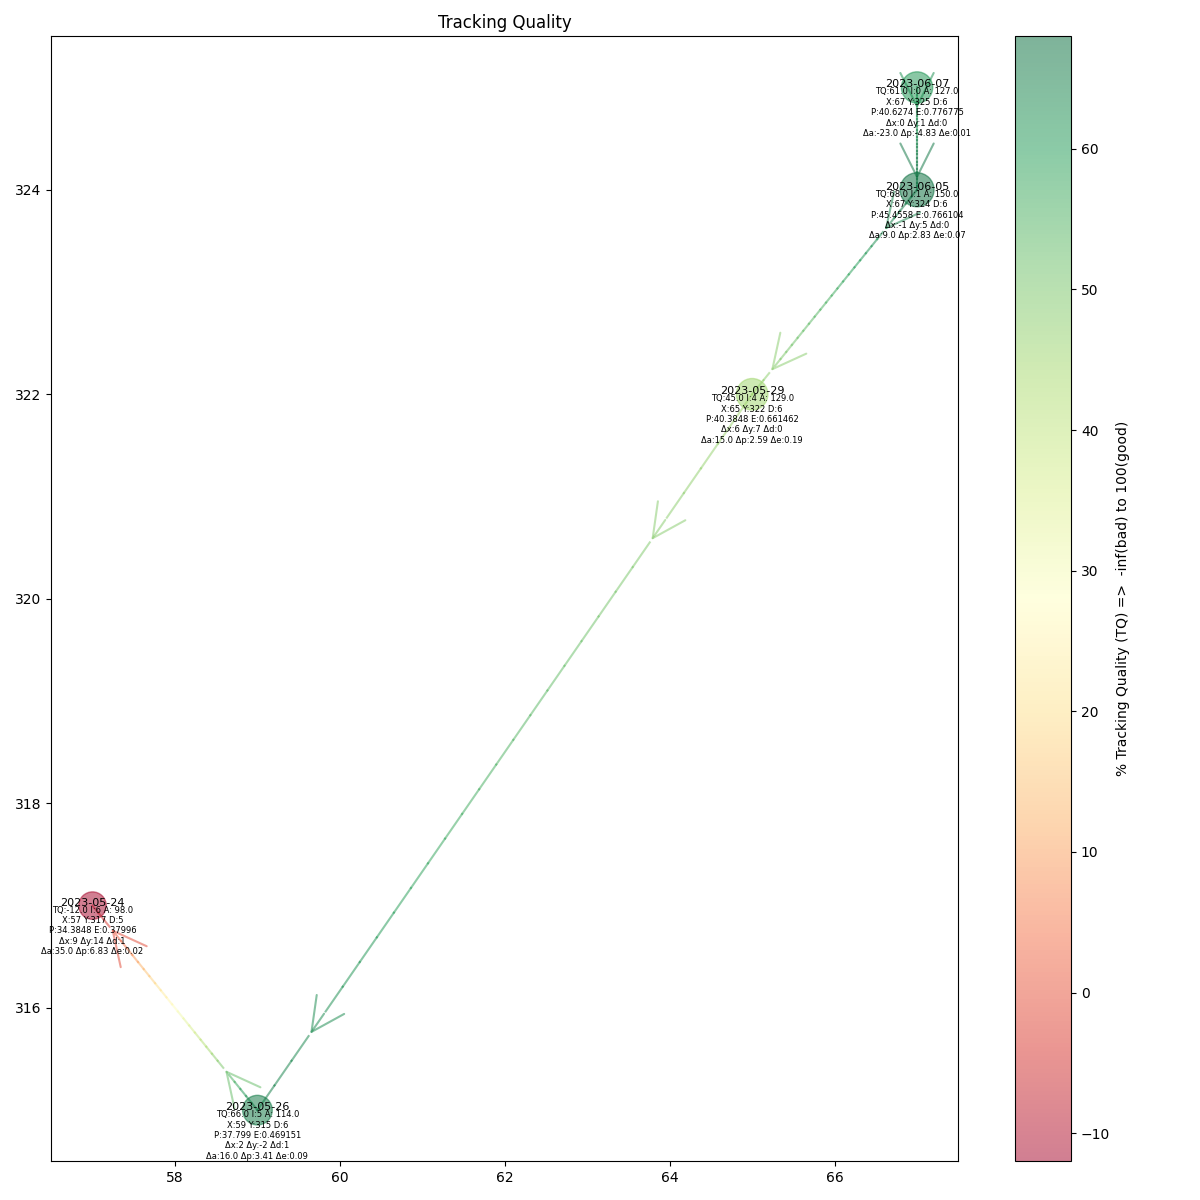 Tracking Quality
2023-06-07
TQ:61.0 I:0 A: 127.0
X:67 Y:325 D:6
P:40.6274 E:0.776775
Δx:0 Δy:1 Δd:0
Δa:-23.0 Δp:-4.83 Δe:0.01
2023-06-05
TQ:68.0 I:1 A: 150.0
X:67 Y:324 D:6
P:45.4558 E:0.766104
Δx:-1 Δy:5 Δd:0
Δa:9.0 Δp:2.83 Δe:0.07
2023-05-29
TQ:45.0 I:4 A: 129.0
X:65 Y:322 D:6
P:40.3848 E:0.661462
Δx:6 Δy:7 Δd:0
Δa:15.0 Δp:2.59 Δe:0.19
2023-05-24
TQ:-12.0 I:6 A: 98.0
X:57 Y:317 D:5
P:34.3848 E:0.37996
Δx:9 Δy:14 Δd:1
Δa:35.0 Δp:6.83 Δe:0.02
2023-05-26
TQ:66.0 I:5 A: 114.0
X:59 Y:315 D:6
P:37.799 E:0.469151
Δx:2 Δy:-2 Δd:1
Δa:16.0 Δp:3.41 Δe:0.09
324
322
320
318
316
58
60
62
64
66
60
50
40
30
20
10
0
−10
% Tracking Quality (TQ) => -inf(bad) to 100(good)